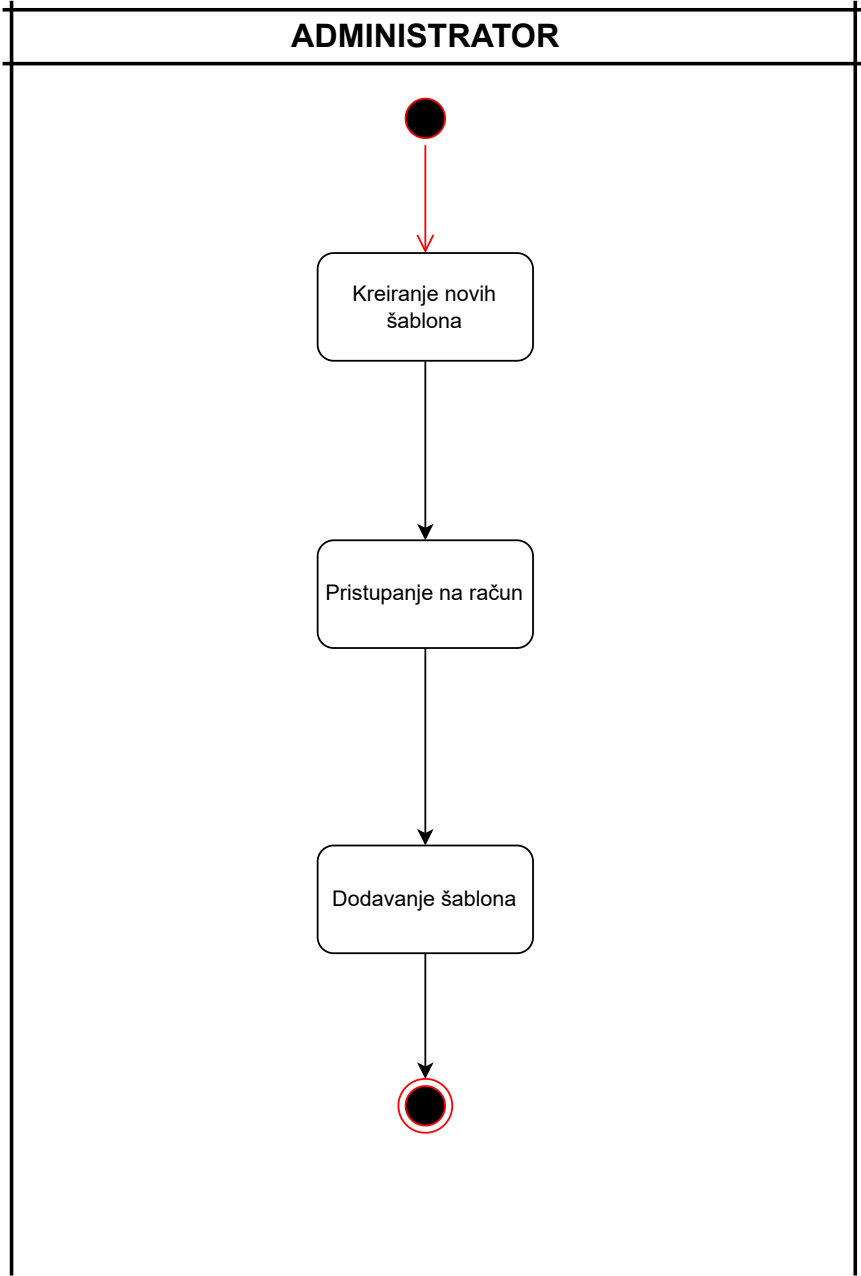 ADMINISTRATOR
Kreiranje novih
šablona
Pristupanje na račun
Dodavanje šablona